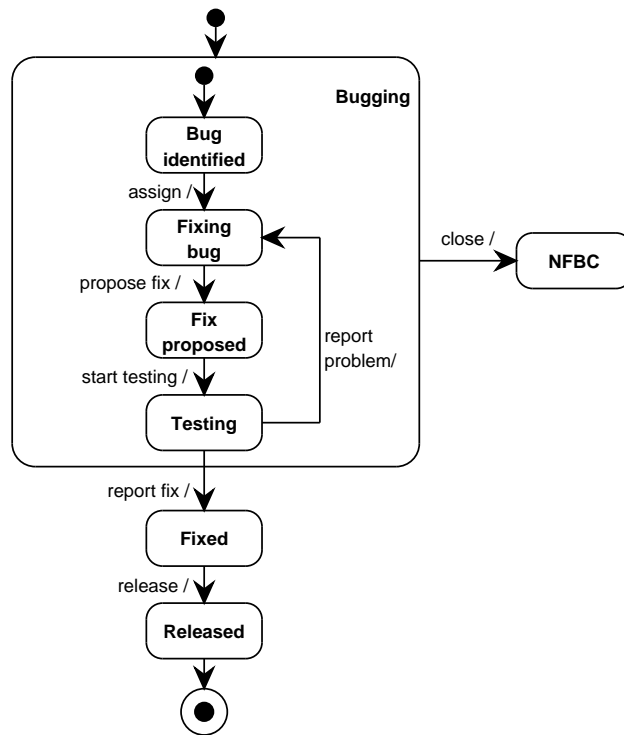 Bugging
Bug
identified
assign /
Fixing
bug
close /
NFBC
propose fix /
Fix
proposed
report
problem/
start testing /
Testing
report fix /
Fixed
release /
Released